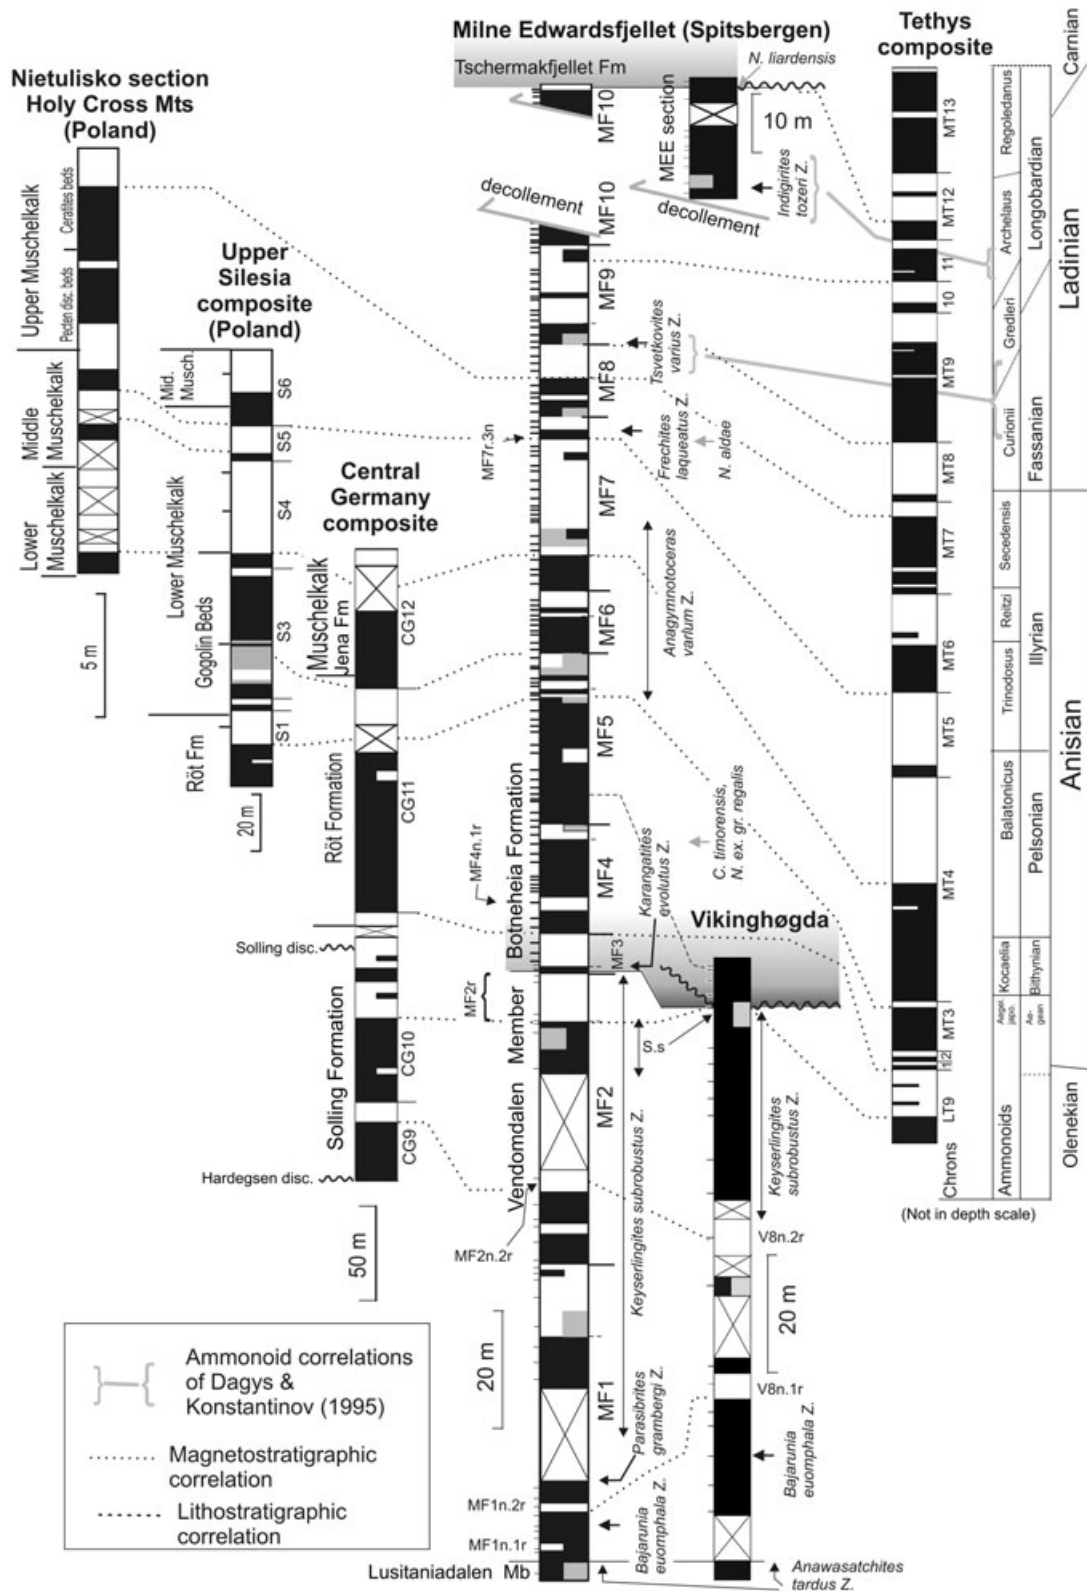 Milne Edwardsfjellet (Spitsbergen)
Tethys
composite
Carnian
Nietulisko section
Holy Cross Mts
(Poland)
Tschermakfjellet Fm
N. liardensis
MF10
MEE section
10 m
MT13
Regoledanus
Longobardian
Ladinian
Indigirites
tozeri Z.
decollement
decollement
MF10
MT12
Archelaus
Upper Muschelkalk
Ceratites beds
Pecten disc. beds
Upper
Silesia
composite
(Poland)
MF9
11
10
Gredleri
Tsvetkovites
varius Z.
MT9
Curionii
Fassanian
Mid.
Musch.
S6
MF8
Middle
Muschelkalk
S5
MF7r.3n
Frechites
laqueatus Z.
N. aldae
MT8
Central
Germany
composite
MF7
MT7
Secedensis
Lower
Muschelkalk
Lower Muschelkalk
S4
Anagymnotoceras
varium Z.
Reitzi
Illyrian
Anisian
Gogolin Beds
S3
Muschelkalk
Jena Fm
CG12
MF6
MT6
Trinodosus
5 m
S1
Röt Fm
MF5
MT5
20 m
Röt Formation
CG11
Botneheia Formation
Balatonicus
Pelsonian
MF4n.1r
MF4
C. timorensis,
N. ex. gr. regalis
Karangatites
evolutus Z.
MT4
Vikinghøgda
Solling disc.
MF3
Kocaelia
Bithynian
MF2r
Member
S.s
MT3
Aegei.
japo.
Ae-
gean
12
Solling Formation
CG10
MF2
LT9
Olenekian
CG9
Vendomdalen
Keyserlingites subrobustus Z.
Keyserlingites
subrobustus Z.
Chrons
Ammonoids
Hardegsen disc.
(Not in depth scale)
MF2n.2r
V8n.2r
50 m
20 m
20 m
Ammonoid correlations
of Dagys &
Konstantinov (1995)
MF1
Parasibrites
grambergi Z.
V8n.1r
Magnetostratigraphic
correlation
Bajarunia
euomphala Z.
Lithostratigraphic
correlation
MF1n.2r
Bajarunia
euomphala Z.
MF1n.1r
Lusitaniadalen Mb
Anawasatchites
tardus Z.